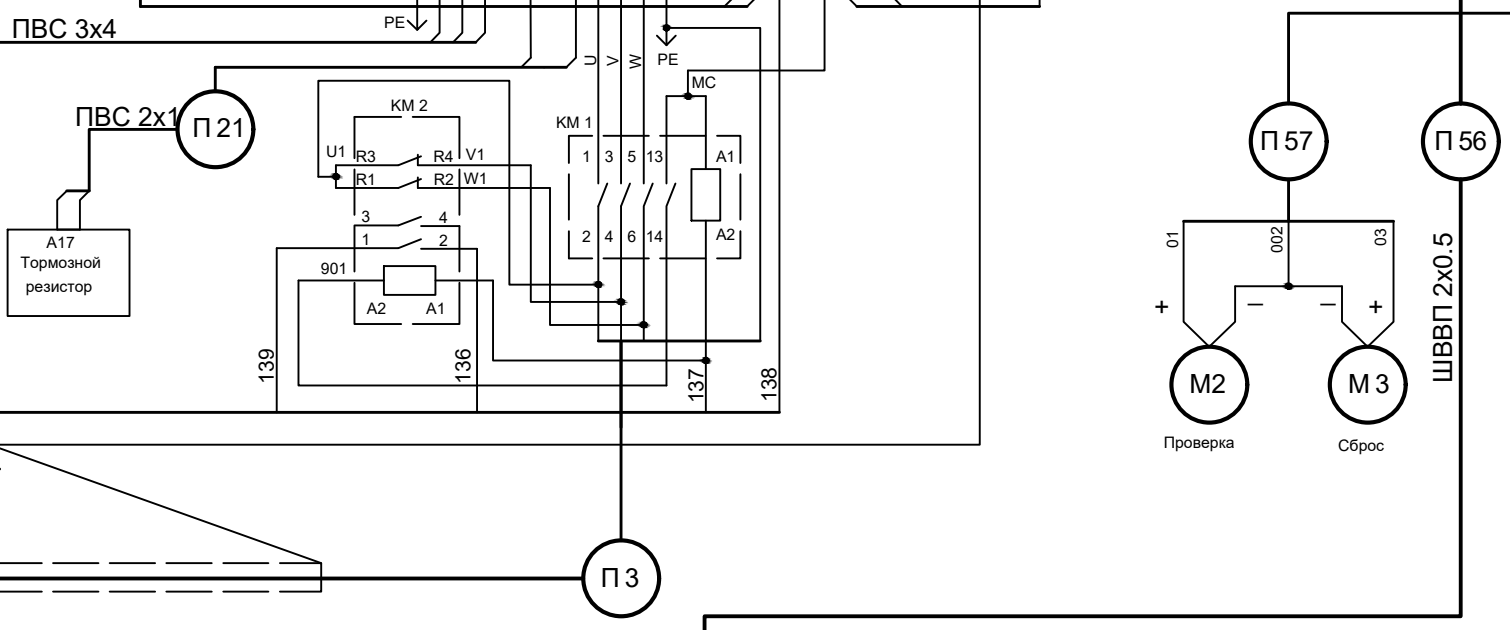 ПВС 3х4
PE
U
V
W
PE
МС
ПВС 2х1
П 21
КМ 2
КМ 1
П 57
П 56
U1
R3
R4
V1
R1
R2
W1
1 3 5 13
A1
3
4
1
2
2 4 6 14
A2
А17
Тормозной
резистор
901
A2
A1
139
136
137
138
01
002
03
+
–
–
+
М2
М 3
ШВВП 2х0.5
Проверка
Сброс
П 3